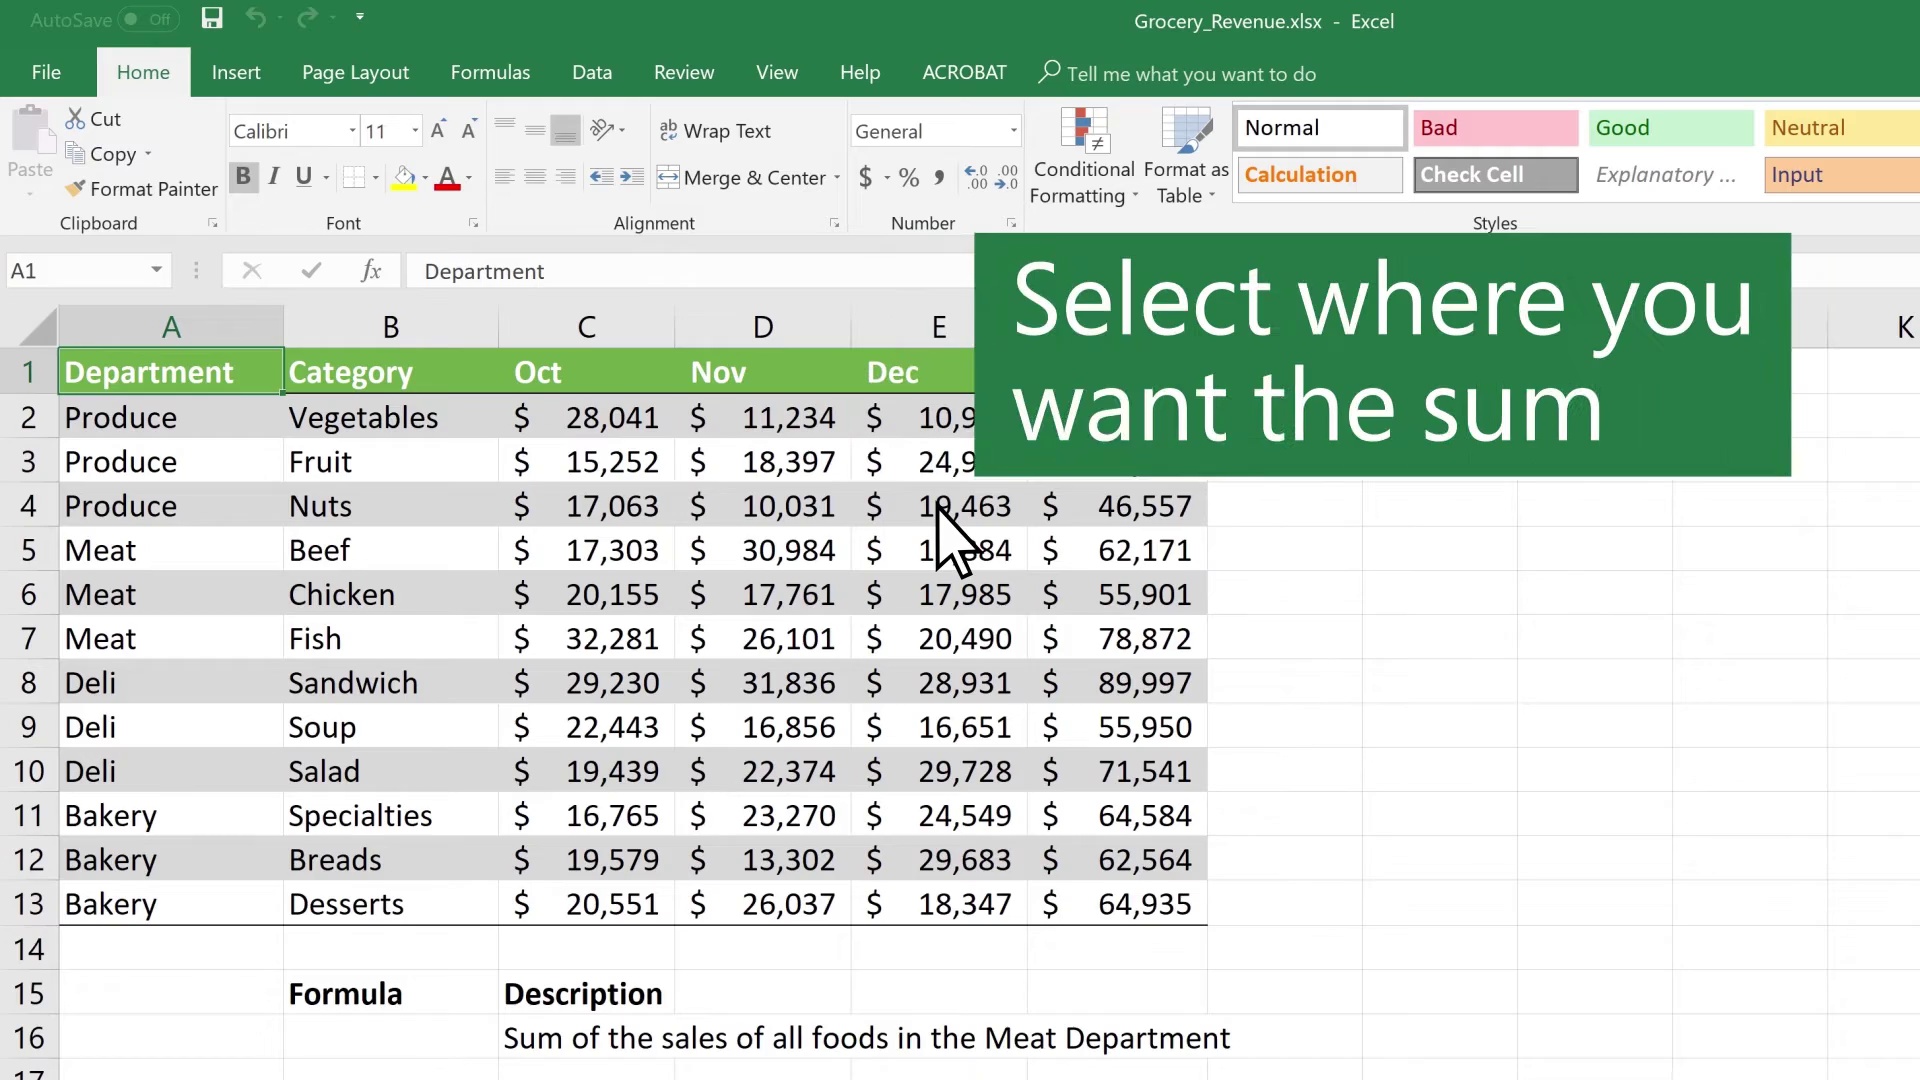 AutoSave Off
Grocery_Revenue.xlsx - Excel
File Home Insert Page Layout Formulas Data Review View Help ACROBAT Tell me what you want to do
Paste
Cut
Copy
Format Painter
Clipboard
Calibri 11
B I U A
Font
ab Wrap Text
Merge & Center
Alignment
General
$ % , .00 .00
Number
Conditional Formatting
Format as Table
Normal Bad Good Neutral
Calculation Check Cell Explanatory ... Input
Styles
A1 fx Department
Select where you
want the sum
A B C D E K
1 Department Category Oct Nov Dec
2 Produce Vegetables $ 28,041 $ 11,234 $
3 Produce Fruit $ 15,252 $ 18,397 $
4 Produce Nuts $ 17,063 $ 10,031 $ 19,463 $ 46,557
5 Meat Beef $ 17,303 $ 30,984 $ $ 62,171
6 Meat Chicken $ 20,155 $ 17,761 $ 17,985 $ 55,901
7 Meat Fish $ 32,281 $ 26,101 $ 20,490 $ 78,872
8 Deli Sandwich $ 29,230 $ 31,836 $ 28,931 $ 89,997
9 Deli Soup $ 22,443 $ 16,856 $ 16,651 $ 55,950
10 Deli Salad $ 19,439 $ 22,374 $ 29,728 $ 71,541
11 Bakery Specialties $ 16,765 $ 23,270 $ 24,549 $ 64,584
12 Bakery Breads $ 19,579 $ 13,302 $ 29,683 $ 62,564
13 Bakery Desserts $ 20,551 $ 26,037 $ 18,347 $ 64,935
14
15 Formula Description
16 Sum of the sales of all foods in the Meat Department
17